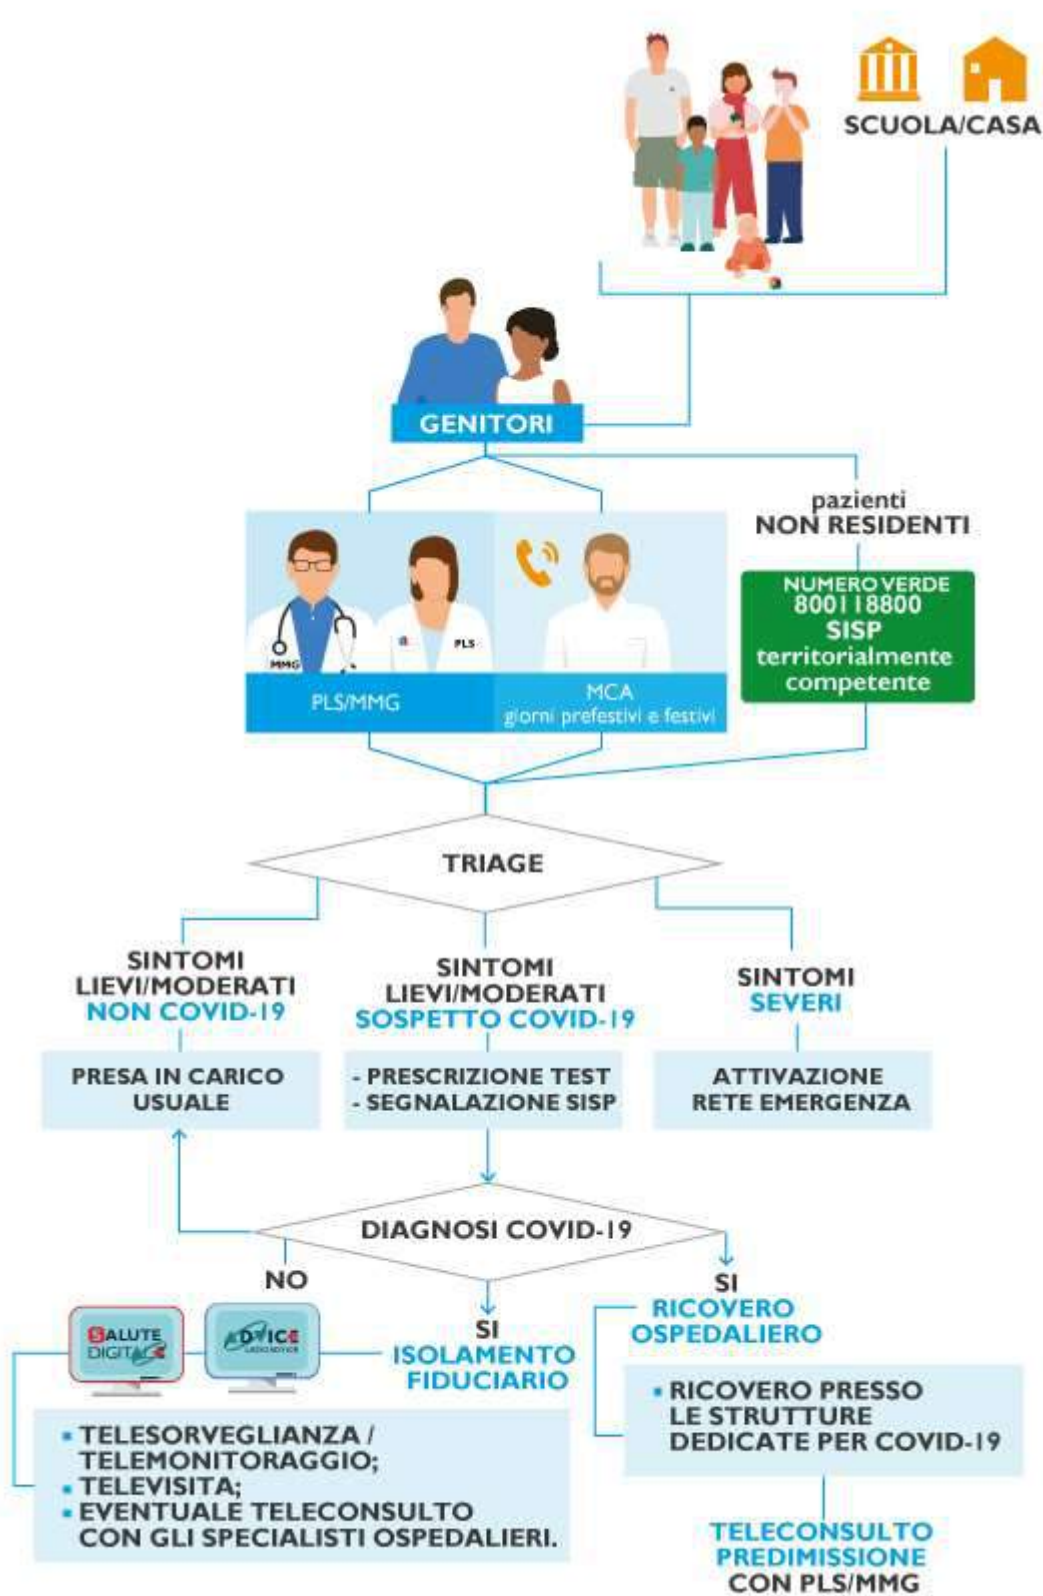 SCUOLA/CASA
GENITORI
pazienti
NON RESIDENTI
NUMERO VERDE
800118800
SISP
territorialmente
competente
MMG
PLS
PLS/MMG
MCA
giorni prefestivi e festivi
TRIAGE
SINTOMI
LIEVI/MODERATI
NON COVID-19
SINTOMI
LIEVI/MODERATI
SOSPETTO COVID-19
SINTOMI
SEVERI
PRESA IN CARICO
USUALE
- PRESCRIZIONE TEST
- SEGNALAZIONE SISP
ATTIVAZIONE
RETE EMERGENZA
DIAGNOSI COVID-19
NO
SALUTE
DIGITALE
ADVICE
LAZIOADVICE
SI
ISOLAMENTO
FIDUCIARIO
SI
RICOVERO
OSPEDALIERO
▪ TELESORVEGLIANZA /
TELEMONITORAGGIO;
▪ TELEVISITA;
▪ EVENTUALE TELECONSULTO
CON GLI SPECIALISTI OSPEDALIERI.
▪ RICOVERO PRESSO
LE STRUTTURE
DEDICATE PER COVID-19
TELECONSULTO
PREDIMISSIONE
CON PLS/MMG